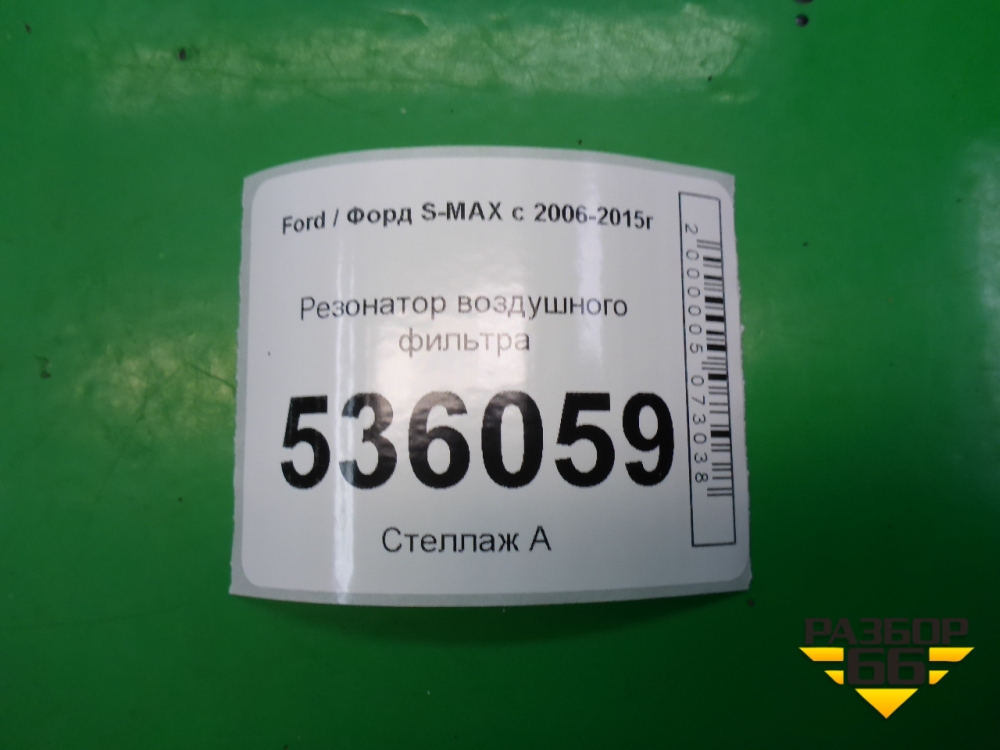 Ford / Форд S-MAX с 2006-2015г
Резонатор воздушного
фильтра
536059
Стеллаж А
2000005073038
РАЗБОР
66